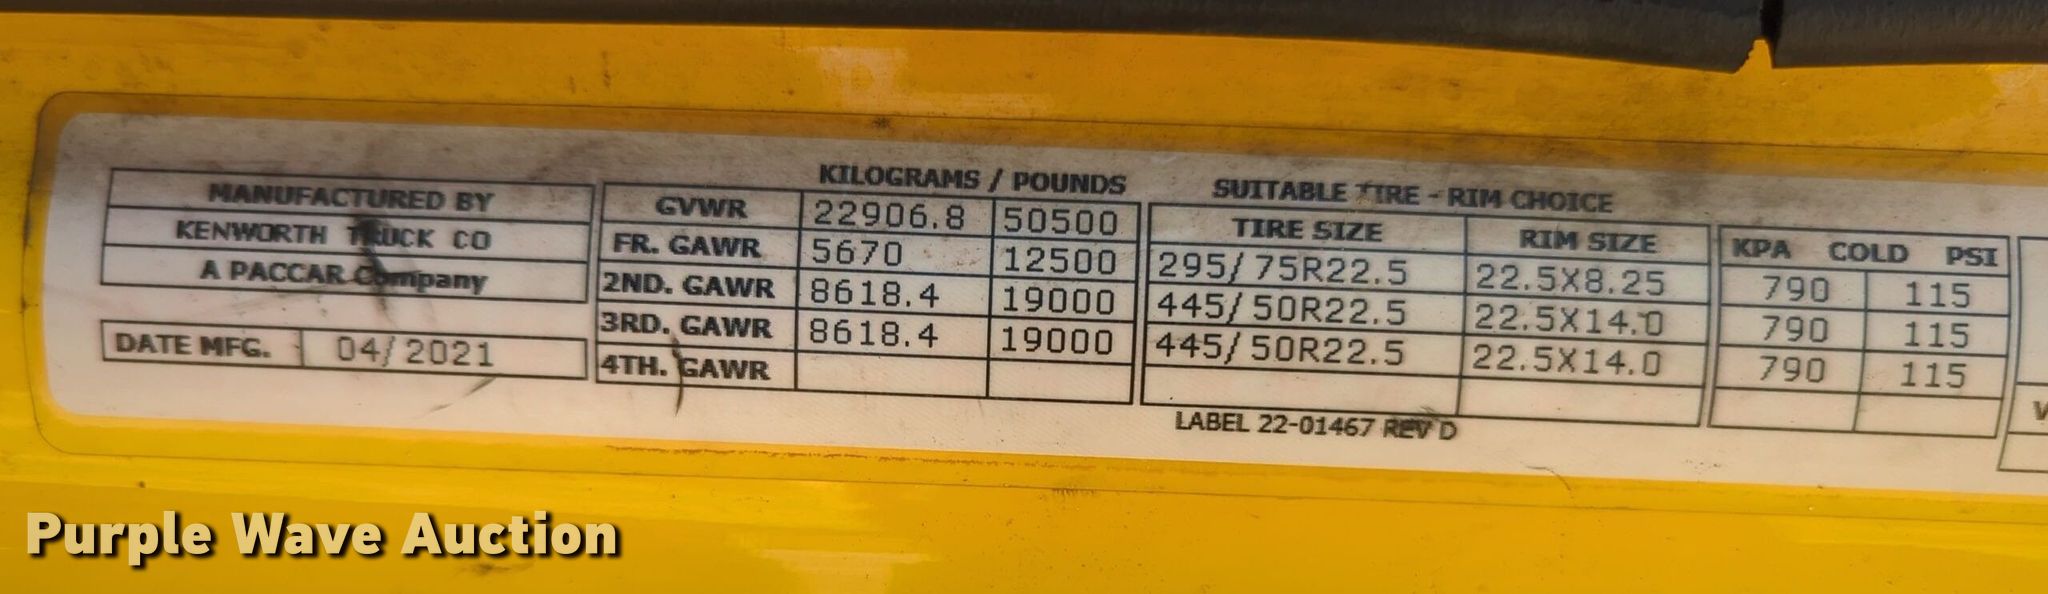 KILOGRAMS / POUNDS
SUITABLE TIRE - RIM CHOICE
MANUFACTURED BY
KENWORTH TRUCK CO
A PACCAR Company
DATE MFG. 04/2021
GVWR 22906.8 50500
FR. GAWR 5670 12500
2ND. GAWR 8618.4 19000
3RD. GAWR 8618.4 19000
4TH. GAWR
TIRE SIZE RIM SIZE KPA COLD PSI
295/75R22.5 22.5X8.25 790 115
445/50R22.5 22.5X14.0 790 115
445/50R22.5 22.5X14.0 790 115
LABEL 22-01467 REV D
Purple Wave Auction